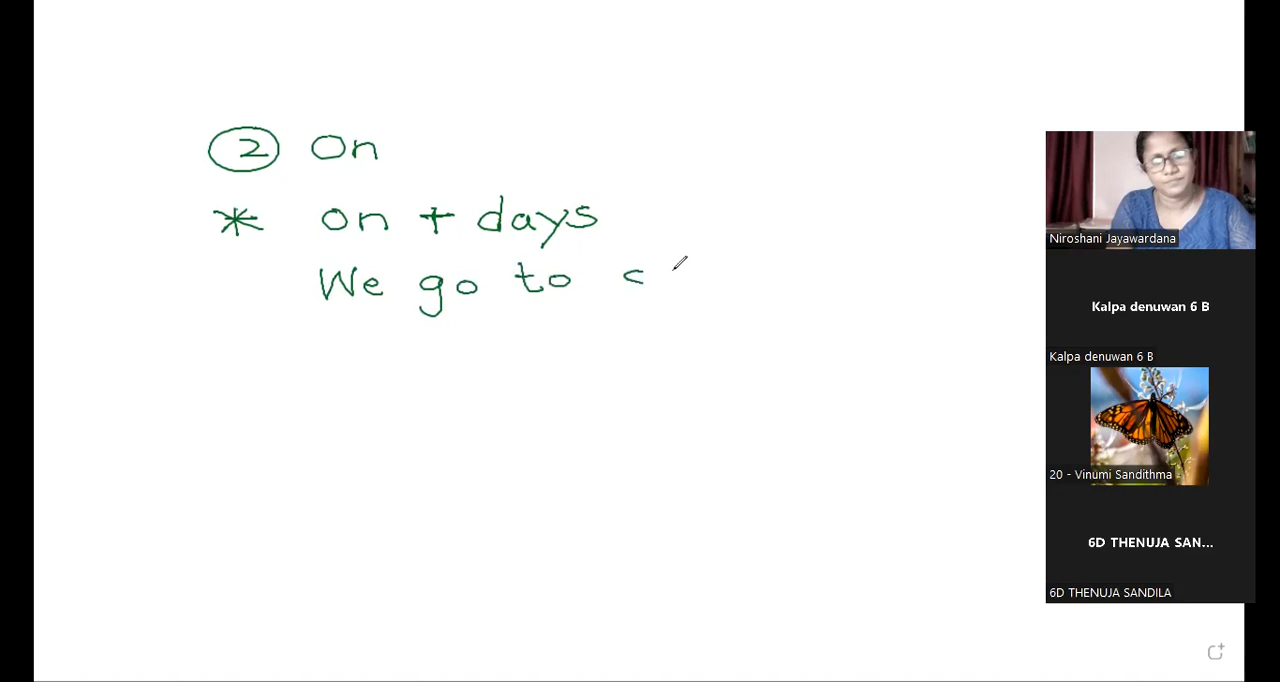 ② On
* on + days
We go to c
Niroshani Jayawardana
Kalpa denuwan 6 B
Kalpa denuwan 6 B
20 - Vinumi Sandithma
6D THENUJA SAN...
6D THENUJA SANDILA